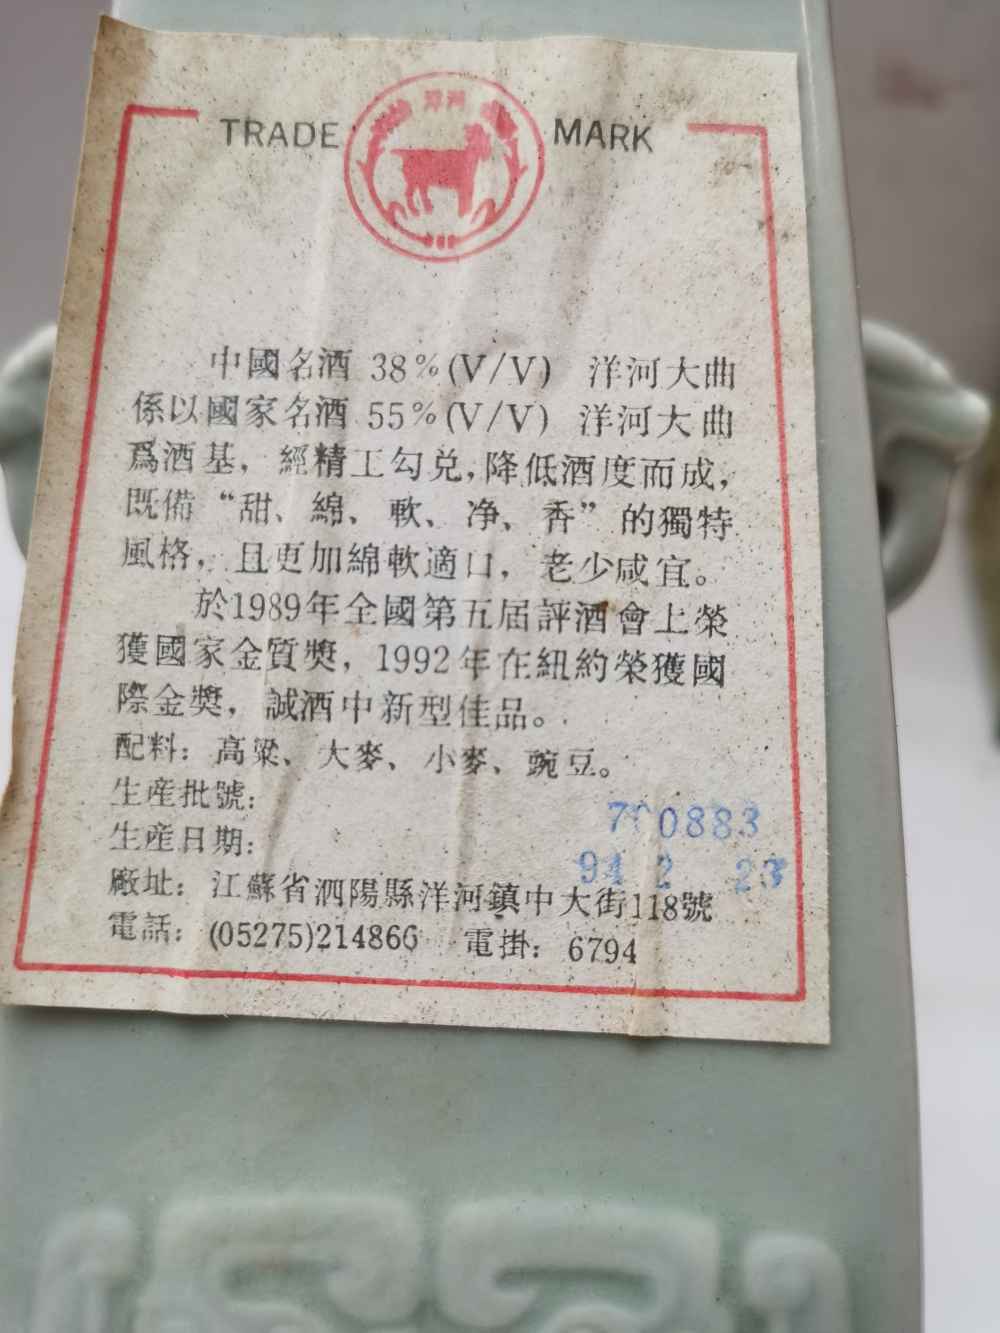 TRADE MARK
洋河
中國名酒 38%(V/V) 洋河大曲
係以國家名酒 55%(V/V) 洋河大曲
爲酒基，經精工勾兑，降低酒度而成，
既備“甜、綿、軟、净、香”的獨特
風格，且更加綿軟適口，老少咸宜。
於1989年全國第五届評酒會上榮
獲國家金質獎，1992年在紐約榮獲國
際金獎，誠酒中新型佳品。
配料：高粱、大麥、小麥、豌豆。
生産批號：
0883
生産日期：
94 2 23
廠址：江蘇省泗陽縣洋河鎮中大街118號
電話：(05275)214866 電掛：6794